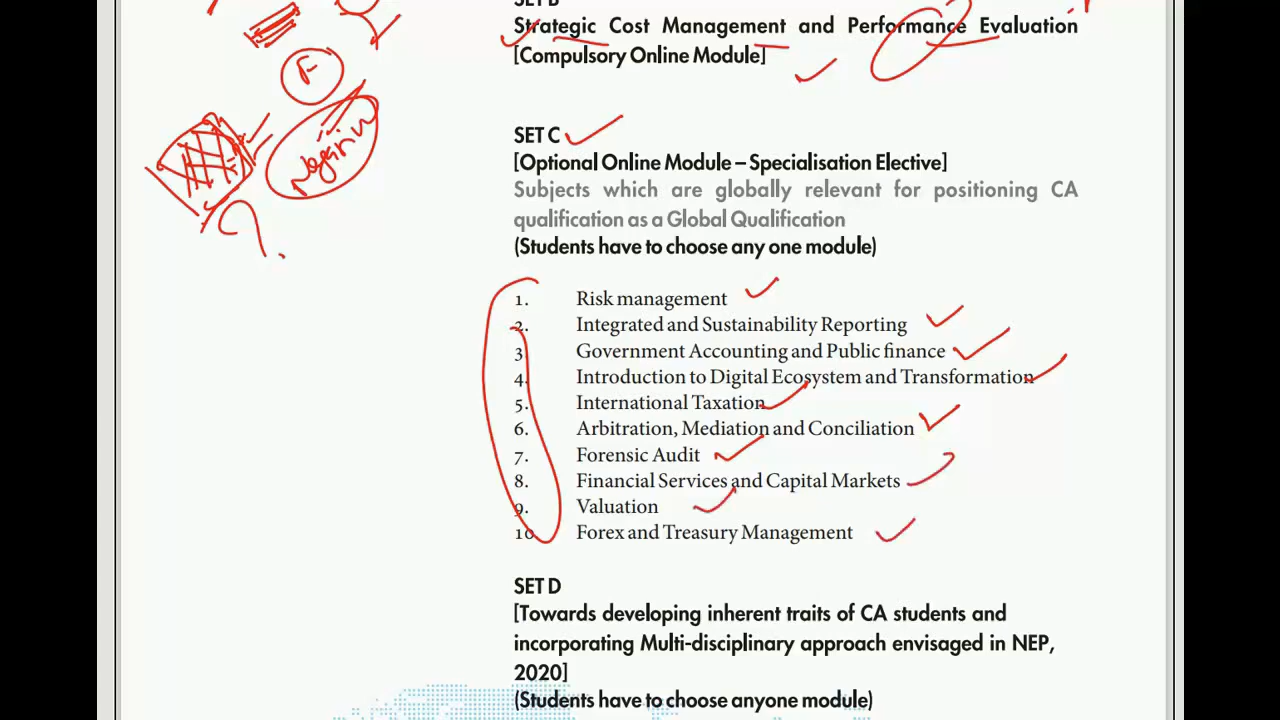 SET B
Strategic Cost Management and Performance Evaluation
[Compulsory Online Module]
SET C
[Optional Online Module – Specialisation Elective]
Subjects which are globally relevant for positioning CA
qualification as a Global Qualification
(Students have to choose any one module)
1. Risk management
2. Integrated and Sustainability Reporting
3. Government Accounting and Public finance
4. Introduction to Digital Ecosystem and Transformation
5. International Taxation
6. Arbitration, Mediation and Conciliation
7. Forensic Audit
8. Financial Services and Capital Markets
9. Valuation
10. Forex and Treasury Management
SET D
[Towards developing inherent traits of CA students and
incorporating Multi-disciplinary approach envisaged in NEP,
2020]
(Students have to choose anyone module)